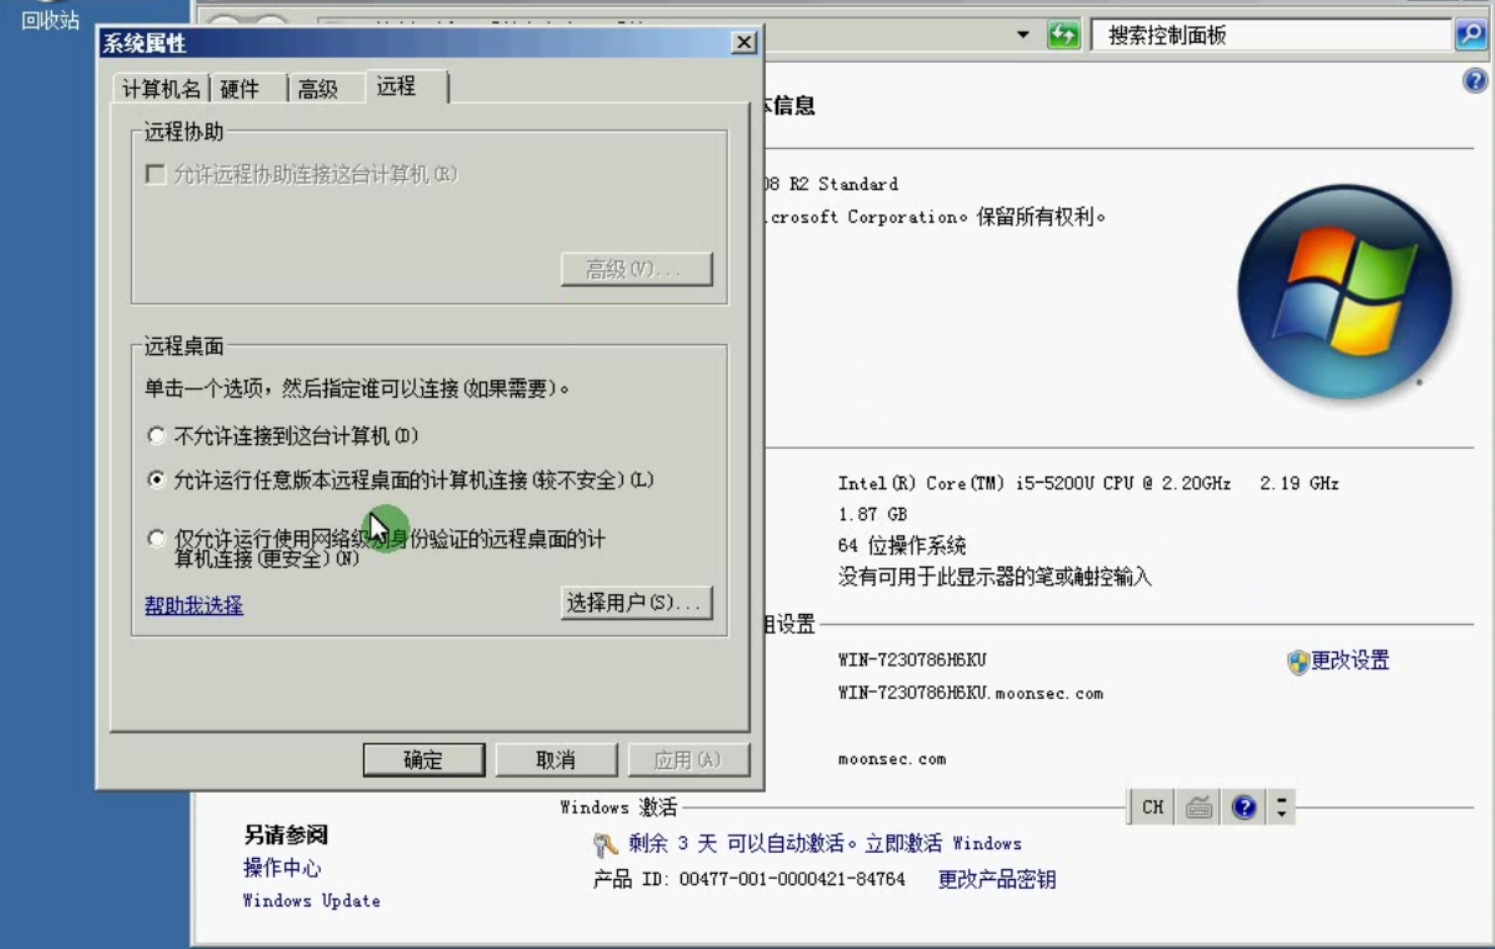 回收站
系统属性
搜索控制面板
计算机名 硬件 高级 远程
本信息
远程协助
允许远程协助连接这台计算机(R)
08 R2 Standard
crosoft Corporation。保留所有权利。
高级(V)...
远程桌面
单击一个选项，然后指定谁可以连接(如果需要)。
不允许连接到这台计算机(D)
允许运行任意版本远程桌面的计算机连接(较不安全)(L)
仅允许运行使用网络级别身份验证的远程桌面的计
算机连接(更安全)(N)
帮助我选择
选择用户(S)...
确定 取消 应用(A)
Intel(R) Core(TM) i5-5200U CPU @ 2.20GHz 2.19 GHz
1.87 GB
64 位操作系统
没有可用于此显示器的笔或触控输入
组设置
WIN-7230786H6KU
更改设置
WIN-7230786H6KU.moonsec.com
moonsec.com
CH
Windows 激活
剩余 3 天 可以自动激活。立即激活 Windows
产品 ID: 00477-001-0000421-84764 更改产品密钥
另请参阅
操作中心
Windows Update